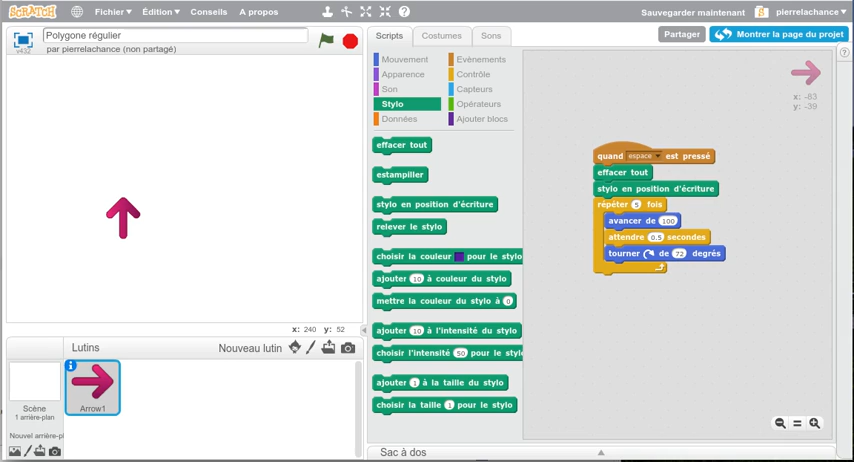 SCRATCH Fichier Édition Conseils A propos Sauvegarder maintenant pierrelachance
Polygone régulier
par pierrelachance (non partagé)
v432
Scripts Costumes Sons
Partager Montrer la page du projet
Mouvement Evènements
Apparence Contrôle
Son Capteurs
Stylo Opérateurs
Données Ajouter blocs
effacer tout
estampiller
stylo en position d'écriture
relever le stylo
choisir la couleur pour le stylo
ajouter 10 à couleur du stylo
mettre la couleur du stylo à 0
ajouter 10 à l'intensité du stylo
choisir l'intensité 50 pour le style
ajouter 1 à la taille du stylo
choisir la taille 1 pour le stylo
x: -83
y: -39
quand espace est pressé
effacer tout
stylo en position d'écriture
répéter 5 fois
avancer de 100
attendre 0.5 secondes
tourner de 72 degrés
x: 240 y: 52
Lutins Nouveau lutin
Scène
1 arrière-plan
Nouvel arrière-pl
Arrow1
Sac à dos